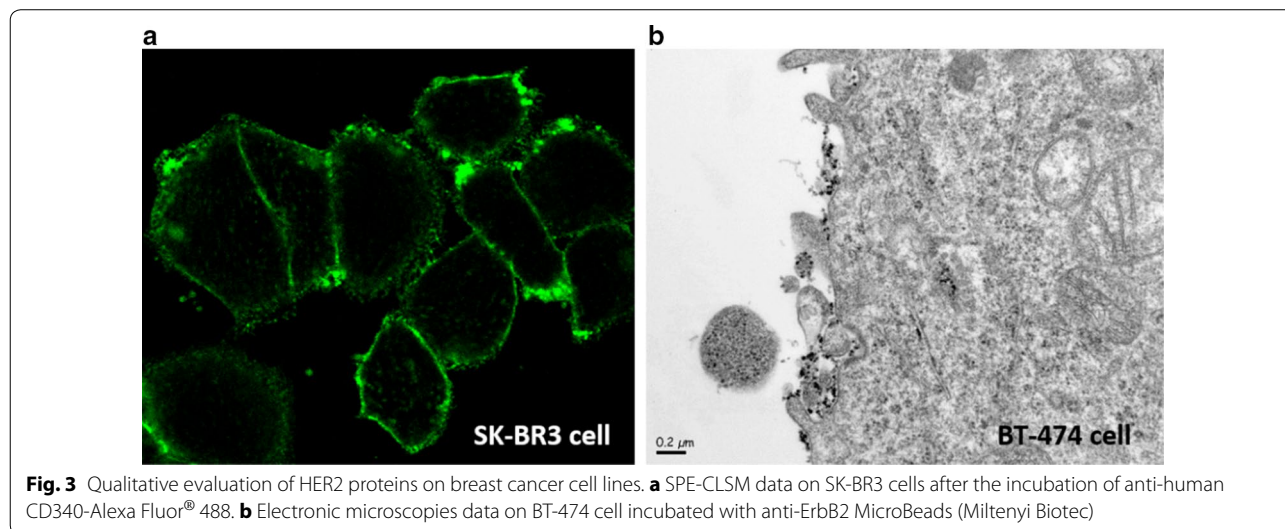 a
b
SK-BR3 cell
0.2 µm
BT-474 cell
Fig. 3 Qualitative evaluation of HER2 proteins on breast cancer cell lines. a SPE-CLSM data on SK-BR3 cells after the incubation of anti-human
CD340-Alexa Fluor® 488. b Electronic microscopies data on BT-474 cell incubated with anti-ErbB2 MicroBeads (Miltenyi Biotec)